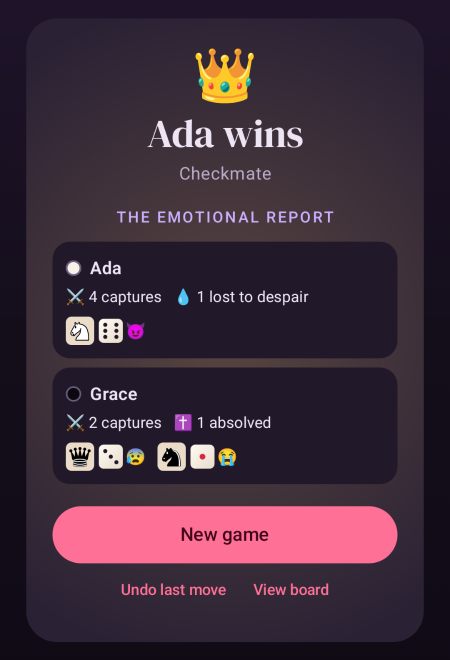 Ada wins
Checkmate
THE EMOTIONAL REPORT
Ada
4 captures 1 lost to despair
Grace
2 captures 1 absolved
New game
Undo last move View board